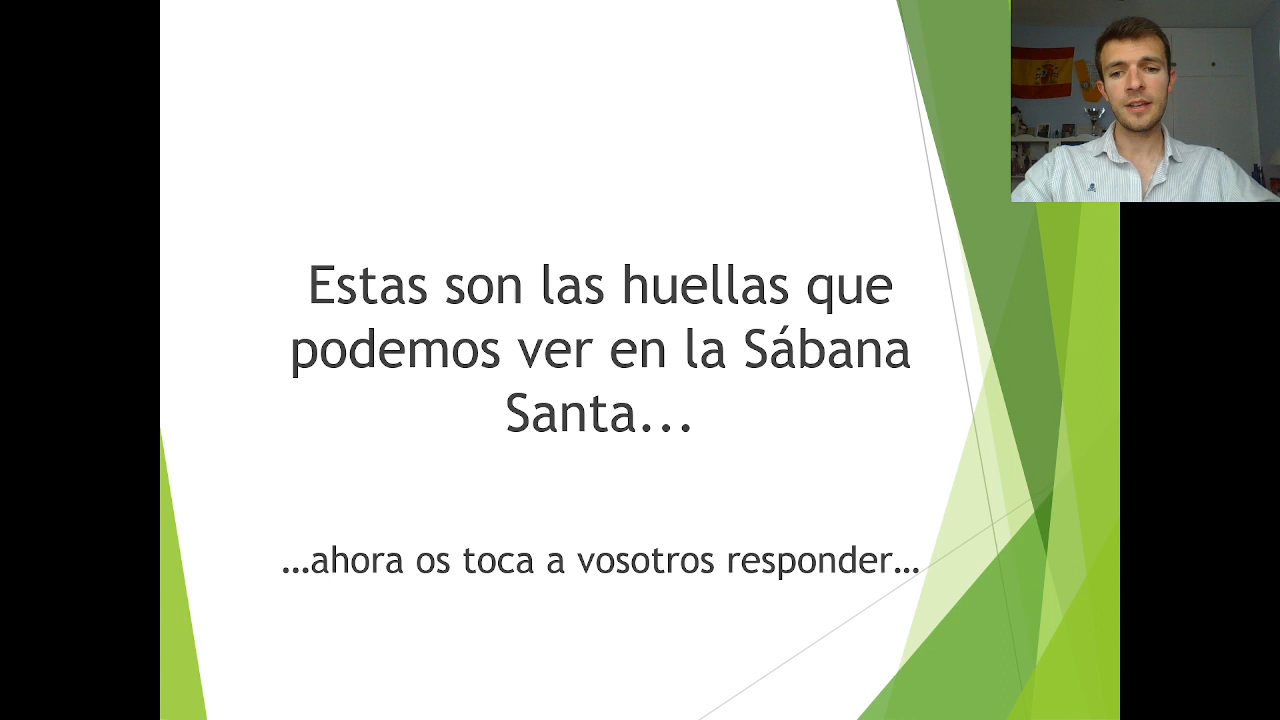 Estas son las huellas que
podemos ver en la Sábana
Santa...
…ahora os toca a vosotros responder…